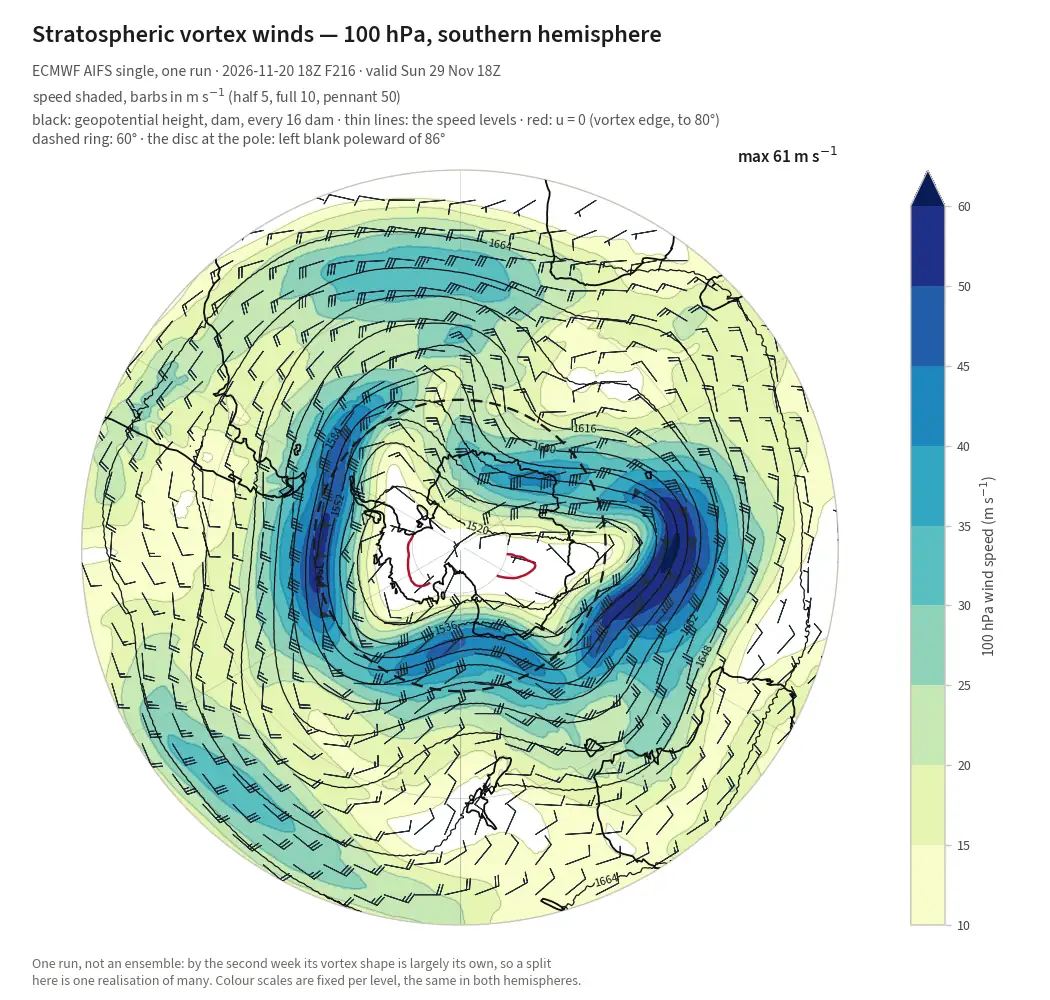 Stratospheric vortex winds — 100 hPa, southern hemisphere
ECMWF AIFS single, one run · 2026-11-20 18Z F216 · valid Sun 29 Nov 18Z
speed shaded, barbs in m s⁻¹ (half 5, full 10, pennant 50)
black: geopotential height, dam, every 16 dam · thin lines: the speed levels · red: u = 0 (vortex edge, to 80°)
dashed ring: 60° · the disc at the pole: left blank poleward of 86°
max 61 m s⁻¹
60
50
45
40
35
30
25
20
15
10
100 hPa wind speed (m s⁻¹)
1664
1616
1600
1552
1520
1536
1648
1664
One run, not an ensemble: by the second week its vortex shape is largely its own, so a split
here is one realisation of many. Colour scales are fixed per level, the same in both hemispheres.